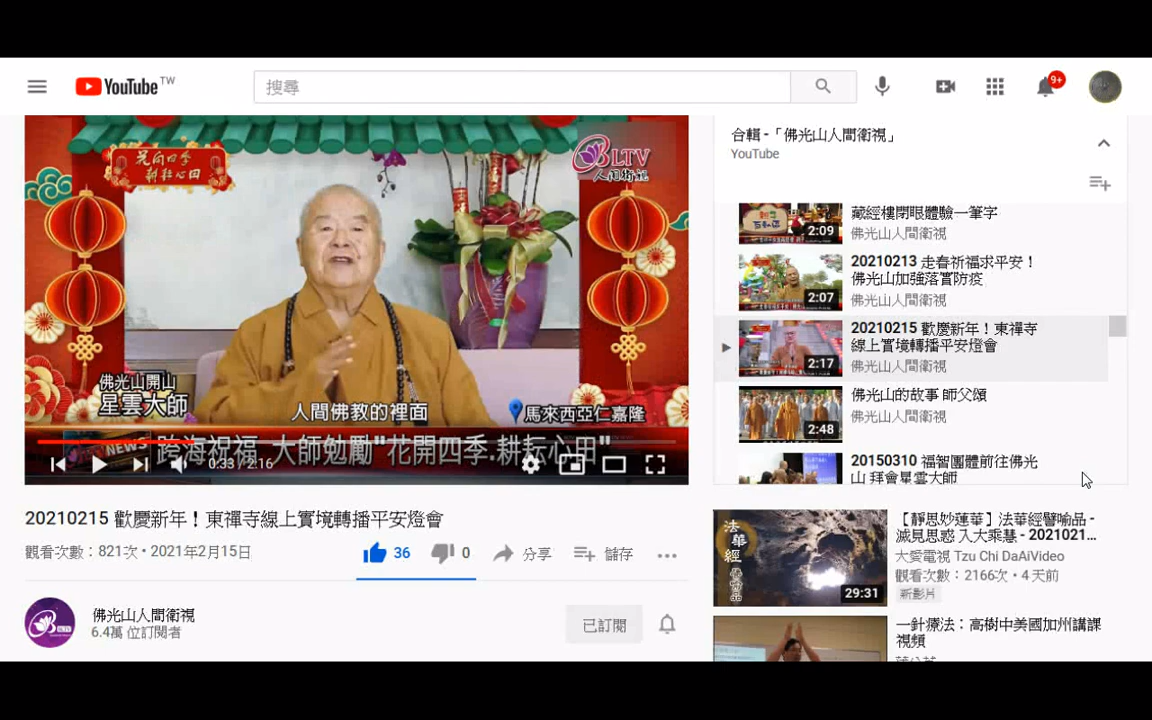 YouTube TW
搜尋
9+
花開四季
耕耘心田
BLTV
人間衛視
佛光山開山
星雲大師
人間佛教的裡面
馬來西亞仁嘉隆
NEWS
跨海祝福 大師勉勵"花開四季.耕耘心田"
0:33 / 2:16
20210215 歡慶新年！東禪寺線上實境轉播平安燈會
觀看次數：821次 • 2021年2月15日
36
0
分享
儲存
佛光山人間衛視
6.4萬 位訂閱者
已訂閱
合輯 -「佛光山人間衛視」
YouTube
藏經樓閉眼體驗一筆字
佛光山人間衛視
2:09
20210213 走春祈福求平安！
佛光山加強落實防疫
佛光山人間衛視
2:07
20210215 歡慶新年！東禪寺
線上實境轉播平安燈會
佛光山人間衛視
2:17
佛光山的故事 師父頌
佛光山人間衛視
2:48
20150310 福智團體前往佛光
山 拜會星雲大師
【靜思妙蓮華】法華經譬喻品 -
滅見思惑 入大乘慧 - 2021021...
大愛電視 Tzu Chi DaAiVideo
觀看次數：2166次 • 4 天前
新影片
法華經
29:31
一針療法：高樹中美國加州講課
視頻